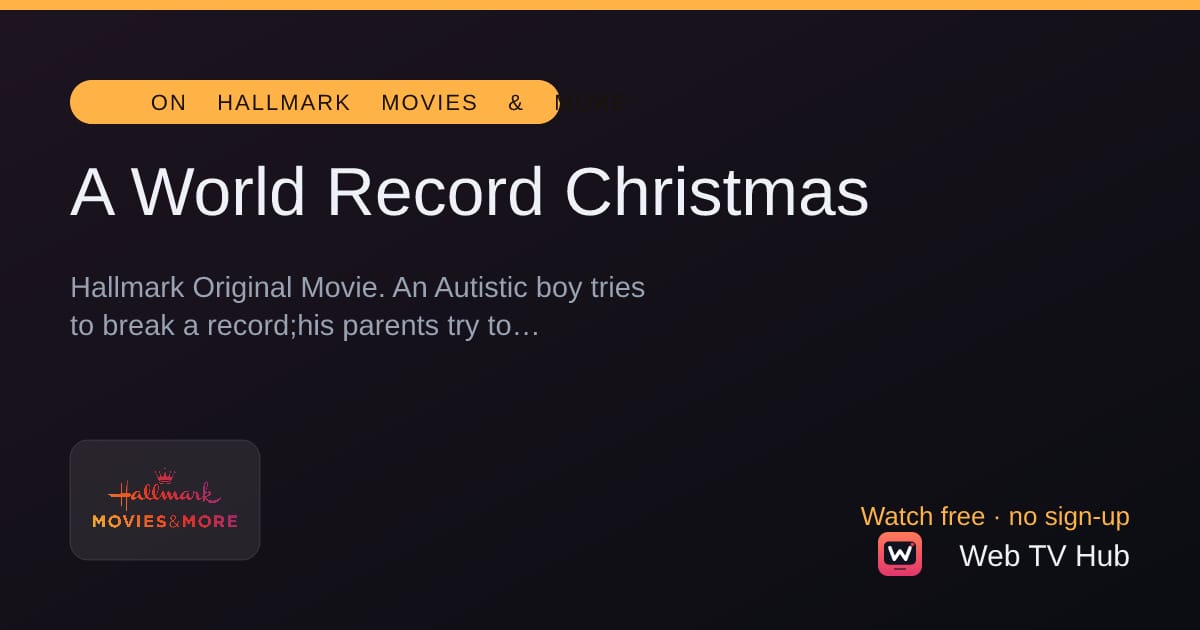 ON HALLMARK MOVIES & MORE
A World Record Christmas
Hallmark Original Movie. An Autistic boy tries
to break a record;his parents try to…
Hallmark
MOVIES&MORE
Watch free · no sign-up
W
Web TV Hub